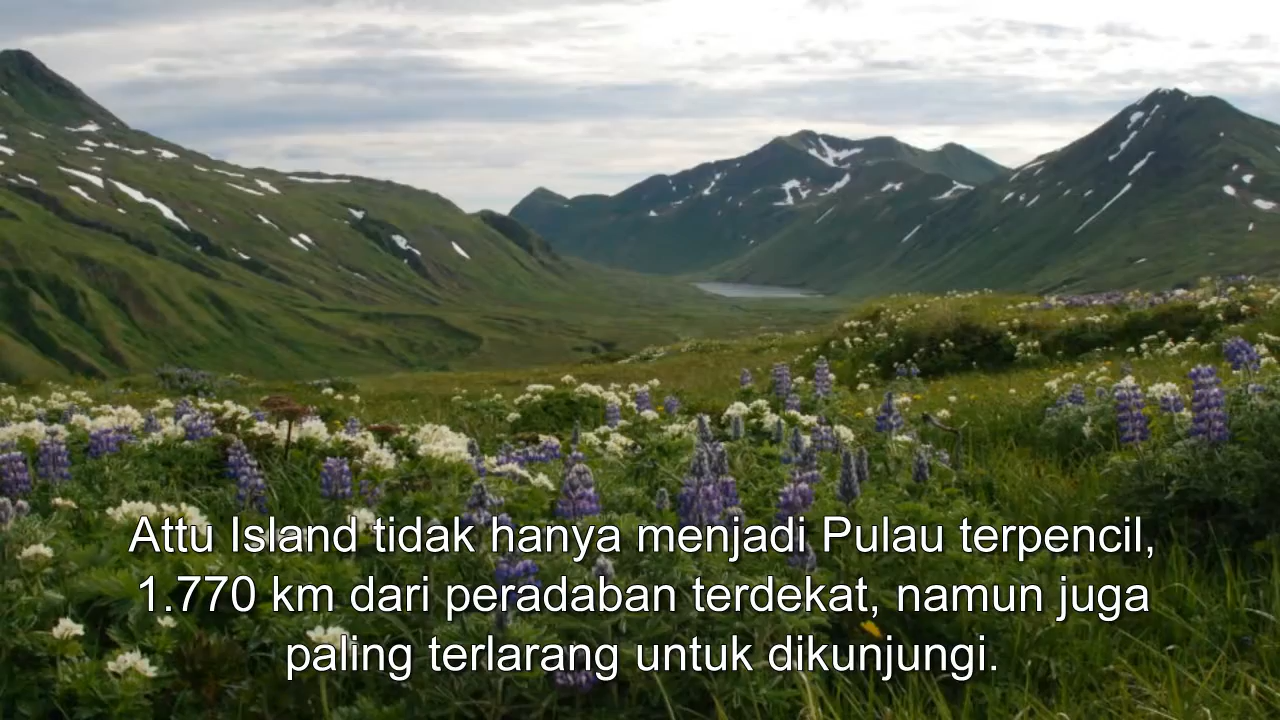 Attu Island tidak hanya menjadi Pulau terpencil,
1.770 km dari peradaban terdekat, namun juga
paling terlarang untuk dikunjungi.